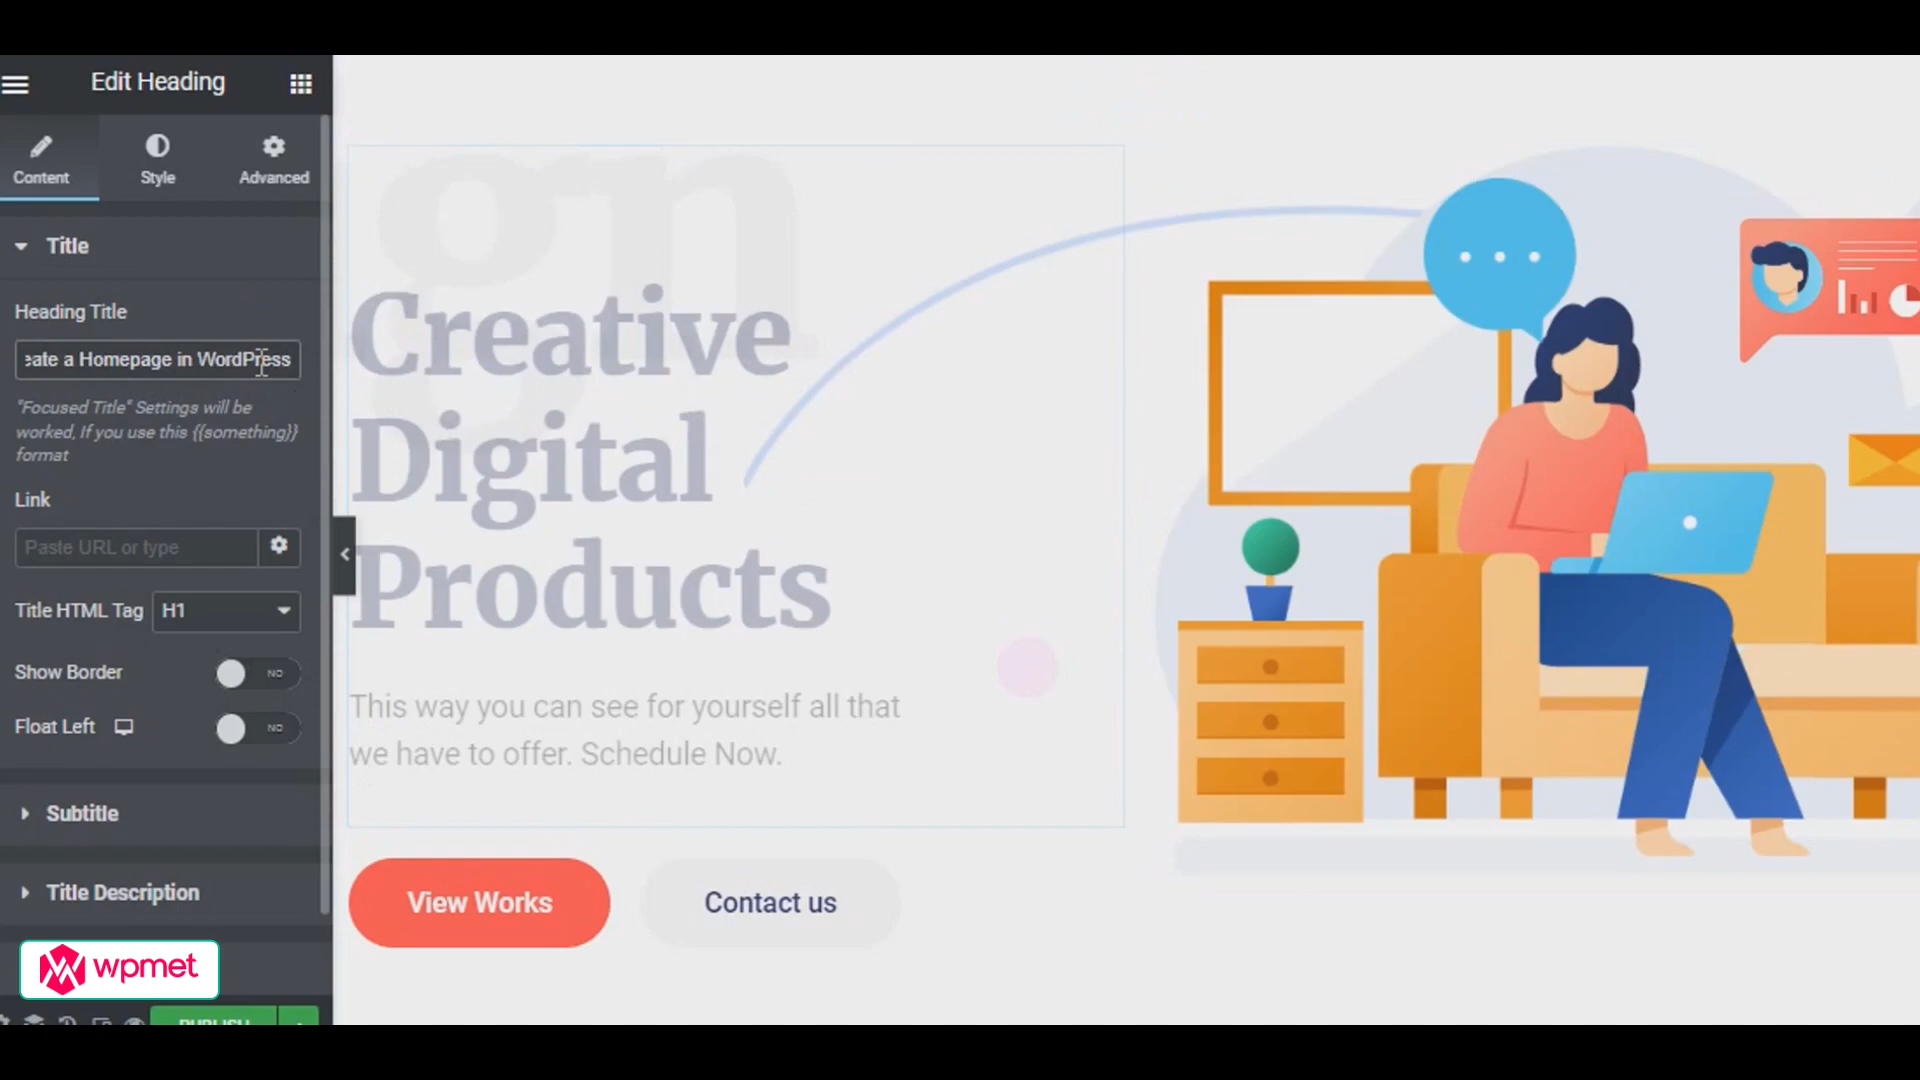 Edit Heading
Content
Style
Advanced
Title
Heading Title
eate a Homepage in WordPress
"Focused Title" Settings will be
worked, If you use this {{something}}
format
Link
Paste URL or type
Title HTML Tag
H1
Show Border
NO
Float Left
NO
Subtitle
Title Description
wpmet
PUBLISH
gn
Creative
Digital
Products
This way you can see for yourself all that
we have to offer. Schedule Now.
View Works
Contact us